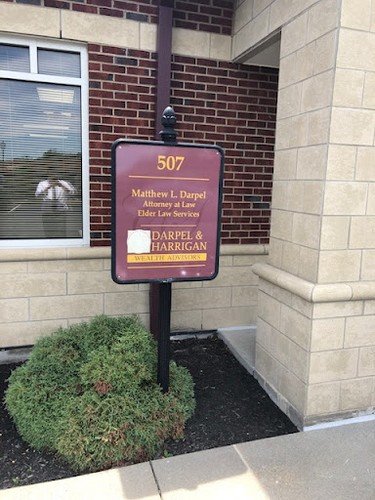 507
Matthew L. Darpel
Attorney at Law
Elder Law Services
DARPEL &
HARRIGAN
WEALTH ADVISORS